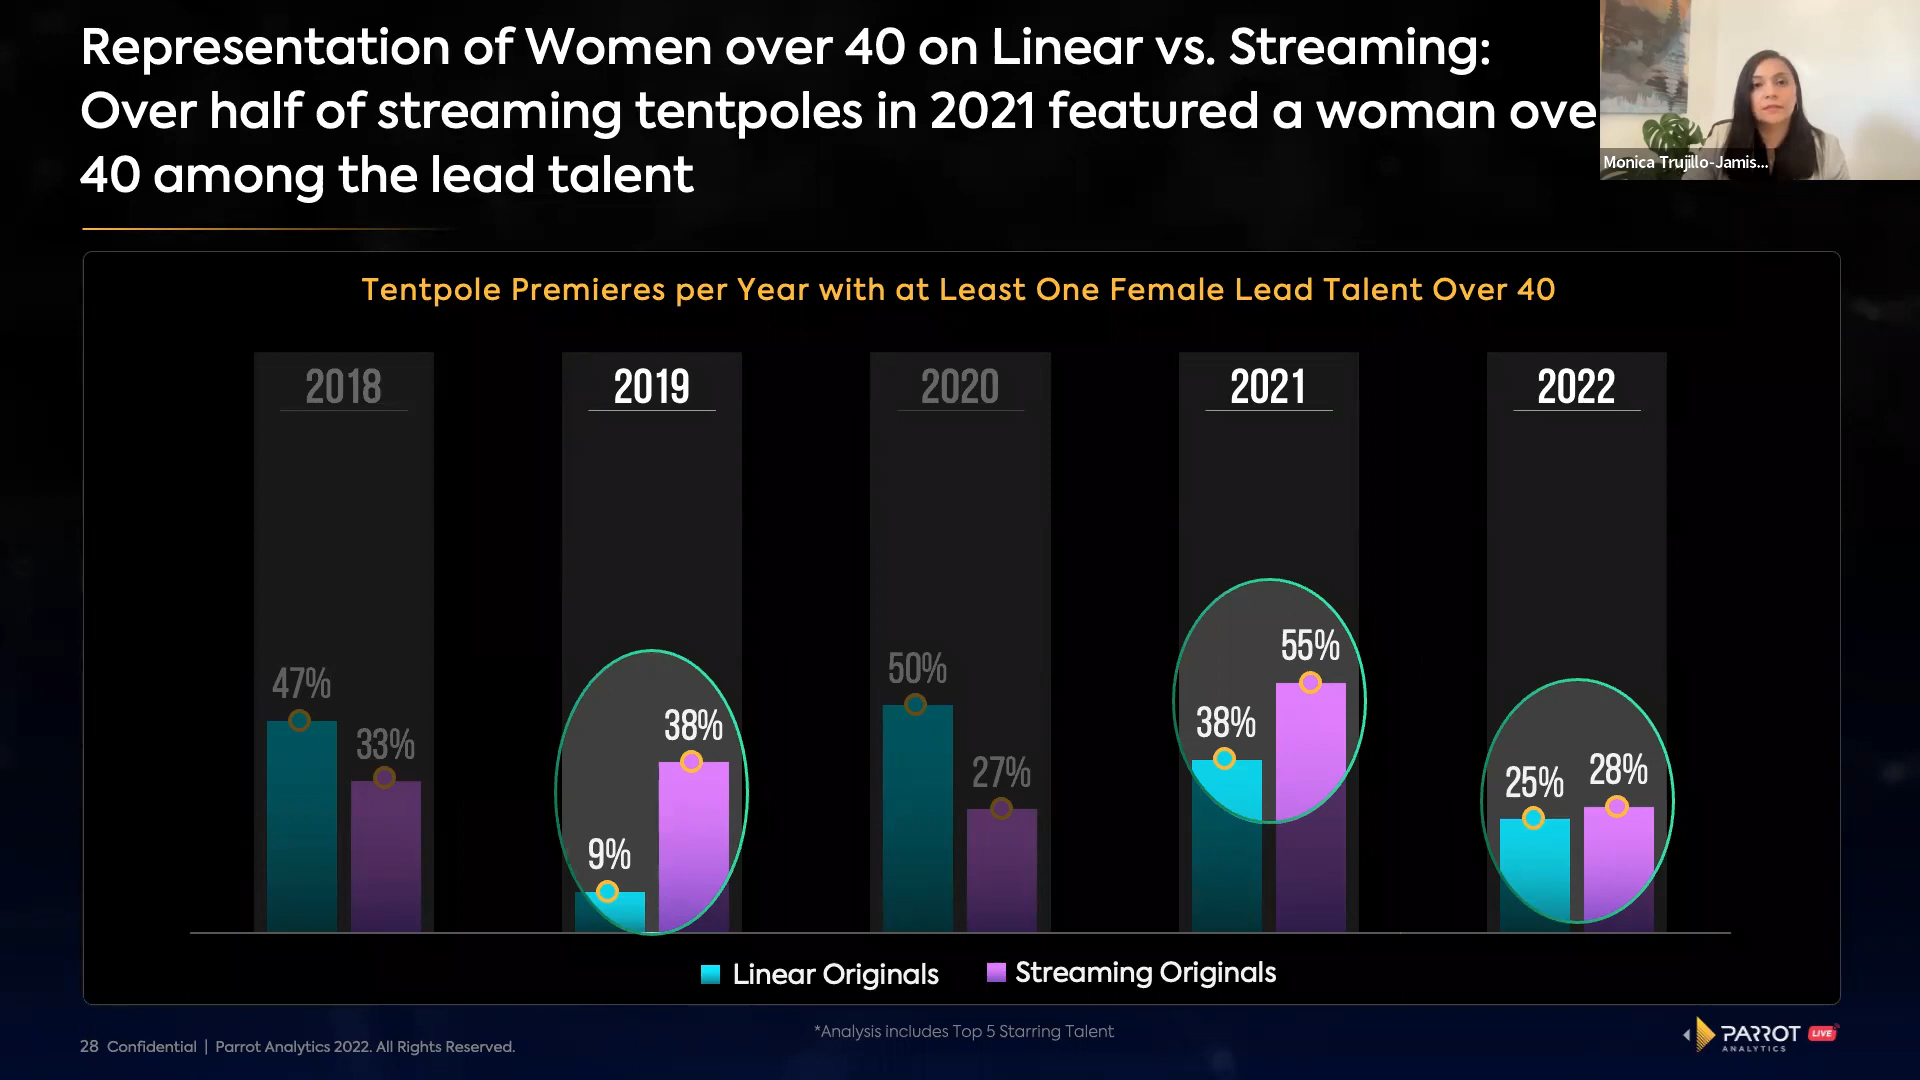 Representation of Women over 40 on Linear vs. Streaming:
Over half of streaming tentpoles in 2021 featured a woman ove
40 among the lead talent
Monica Trujillo-Jamis...
Tentpole Premieres per Year with at Least One Female Lead Talent Over 40
2018
2019
2020
2021
2022
47%
33%
9%
38%
50%
27%
38%
55%
25%
28%
Linear Originals
Streaming Originals
*Analysis includes Top 5 Starring Talent
28 Confidential | Parrot Analytics 2022. All Rights Reserved.
PARROT
ANALYTICS
LIVE